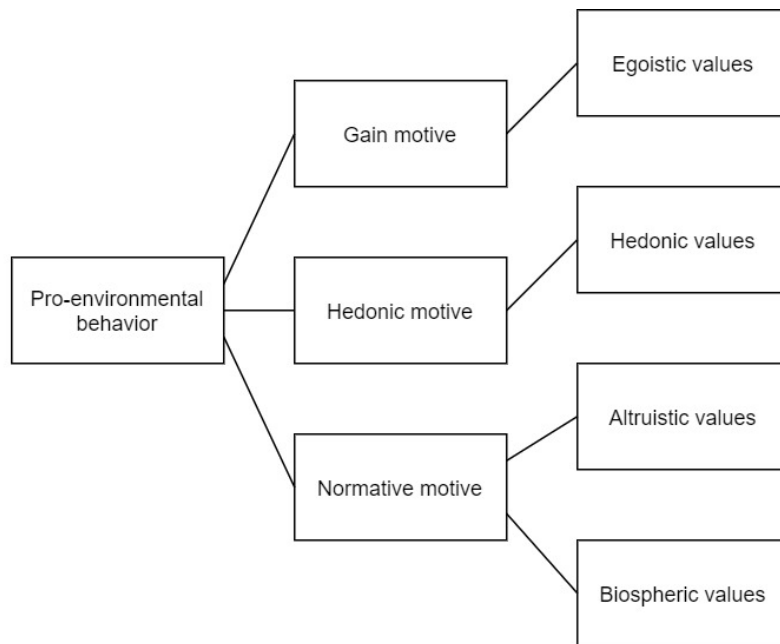 Egoistic values
Gain motive
Hedonic values
Pro-environmental
behavior
Hedonic motive
Altruistic values
Normative motive
Biospheric values